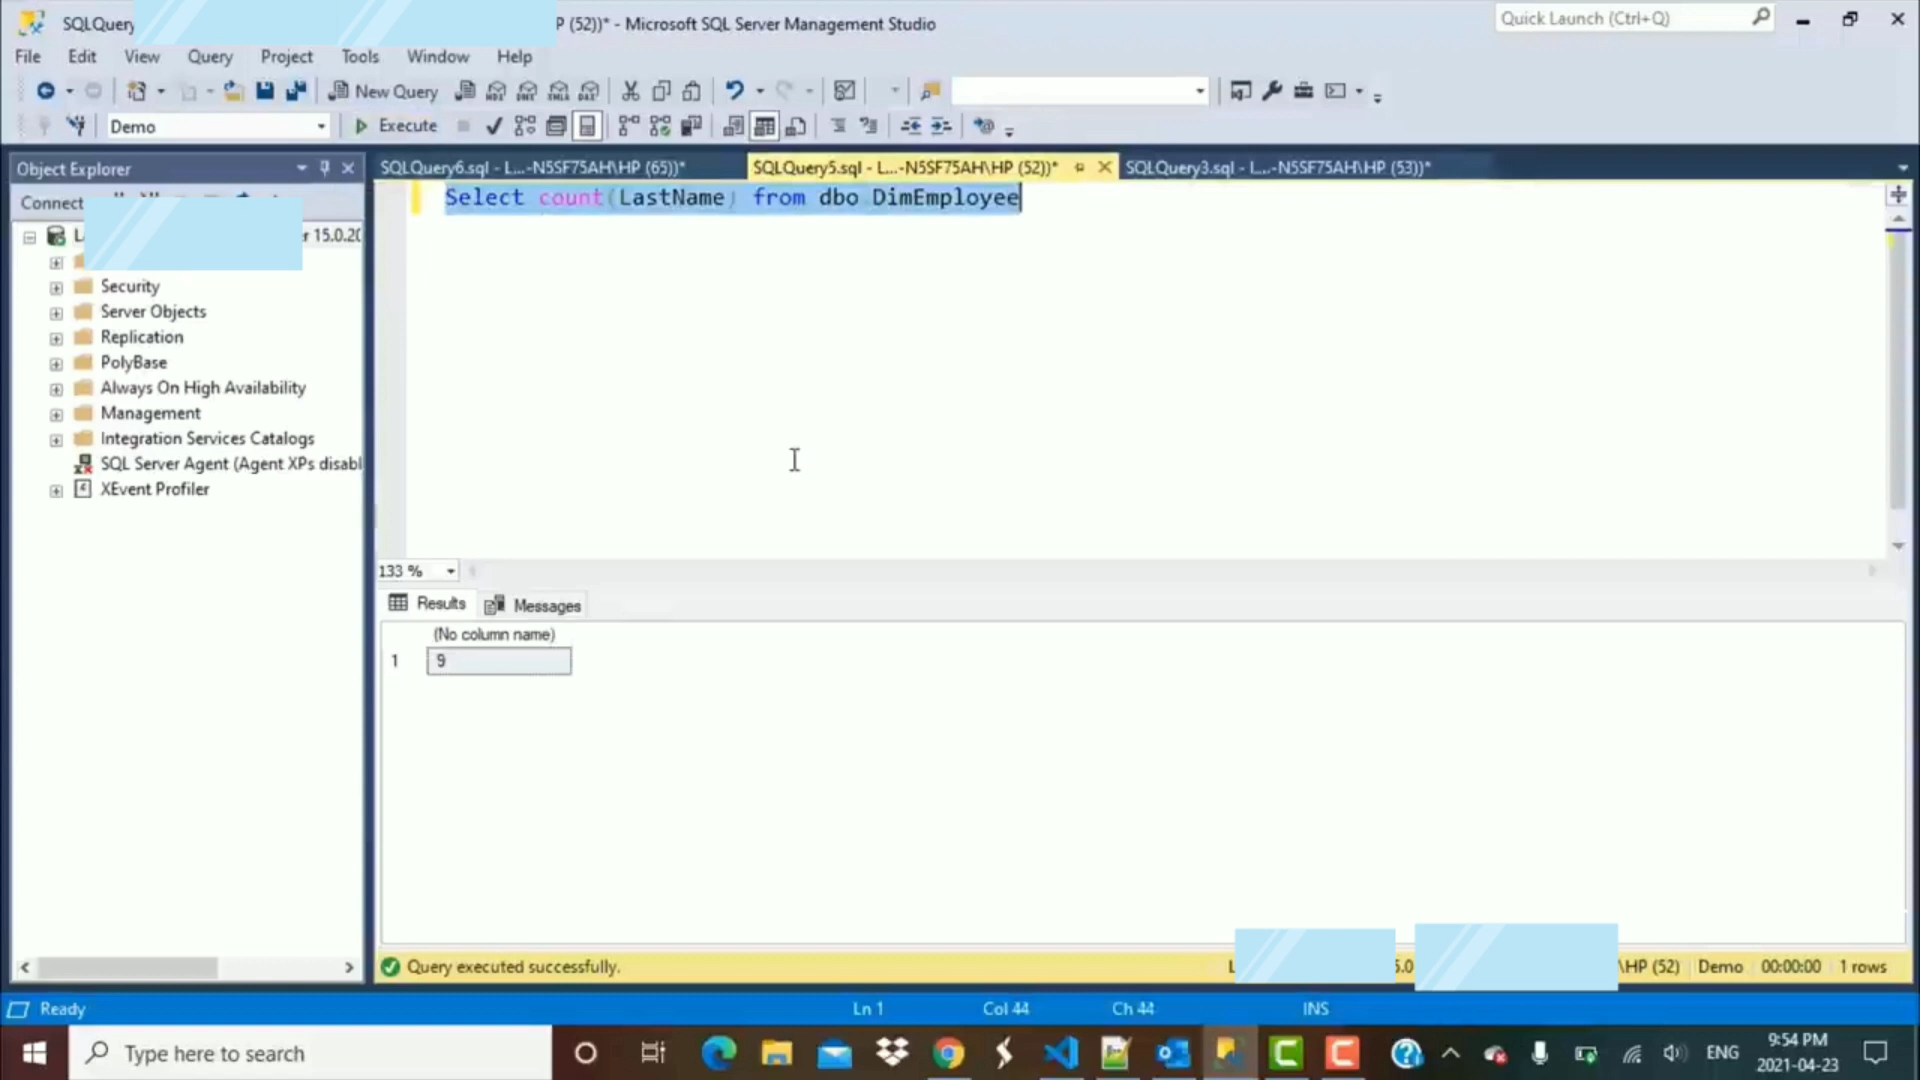 SQLQuery P (52))* - Microsoft SQL Server Management Studio
Quick Launch (Ctrl+Q)
File Edit View Query Project Tools Window Help
New Query
Demo Execute
Object Explorer
SQLQuery6.sql - L...-N5SF75AH\HP (65))*
SQLQuery5.sql - L...-N5SF75AH\HP (52))*
SQLQuery3.sql - L...-N5SF75AH\HP (53))*
Connect
Select count(LastName) from dbo DimEmployee
L r 15.0.20
Security
Server Objects
Replication
PolyBase
Always On High Availability
Management
Integration Services Catalogs
SQL Server Agent (Agent XPs disabl
XEvent Profiler
133 %
Results Messages
(No column name)
1 9
Query executed successfully.
L 5.0 \HP (52) Demo 00:00:00 1 rows
Ready Ln 1 Col 44 Ch 44 INS
Type here to search
ENG
9:54 PM
2021-04-23